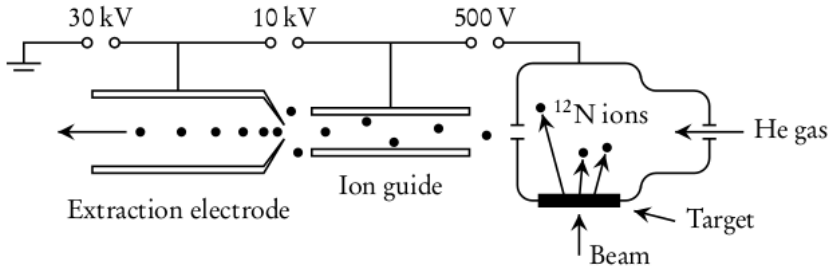 30 kV
10 kV
500 V
¹²N ions
He gas
Ion guide
Extraction electrode
Target
Beam